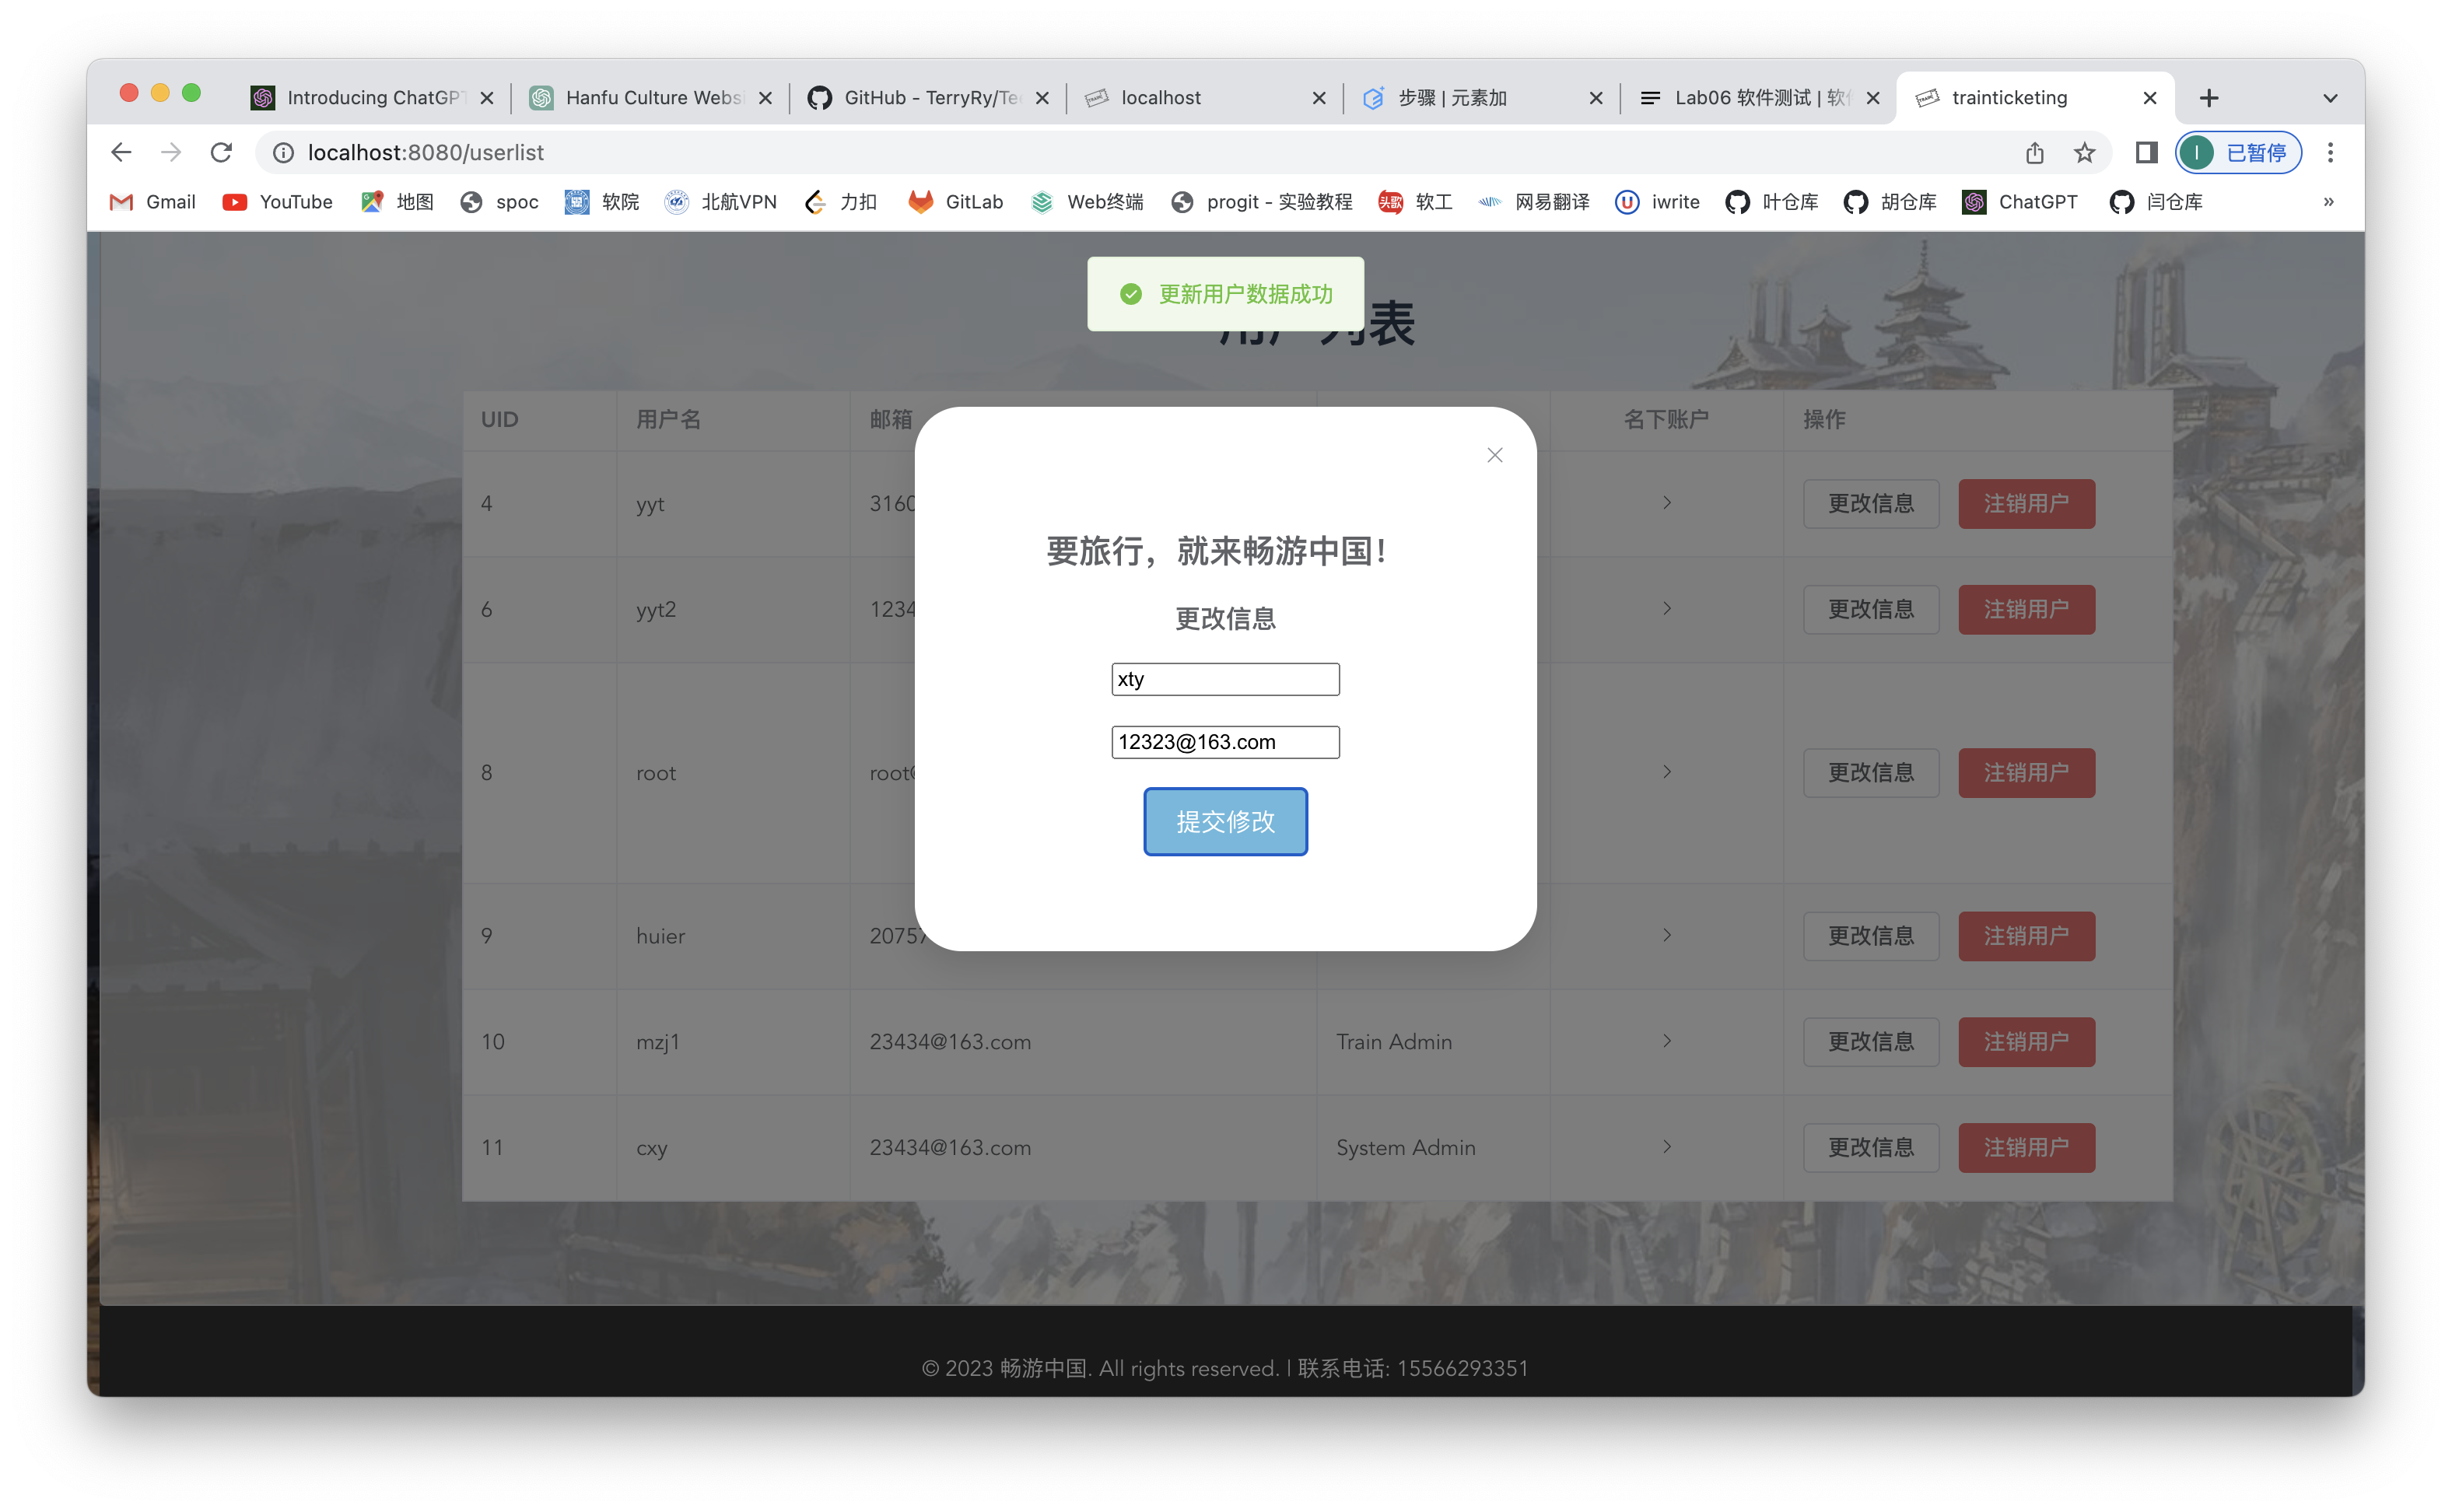 Introducing ChatGPT
Hanfu Culture Websi
GitHub - TerryRy/Te
localhost
步骤 | 元素加
Lab06 软件测试 | 软
trainticketing
localhost:8080/userlist
已暂停
Gmail
YouTube
地图
spoc
软院
北航VPN
力扣
GitLab
Web终端
progit - 实验教程
软工
网易翻译
iwrite
叶仓库
胡仓库
ChatGPT
闫仓库
»
更新用户数据成功
用户列表
UID 用户名 邮箱 名下账户 操作
4 yyt 3160 更改信息 注销用户
6 yyt2 1234 更改信息 注销用户
8 root root@ 更改信息 注销用户
9 huier 20757 更改信息 注销用户
10 mzj1 23434@163.com Train Admin 更改信息 注销用户
11 cxy 23434@163.com System Admin 更改信息 注销用户
要旅行，就来畅游中国！
更改信息
xty
12323@163.com
提交修改
© 2023 畅游中国. All rights reserved. | 联系电话: 15566293351